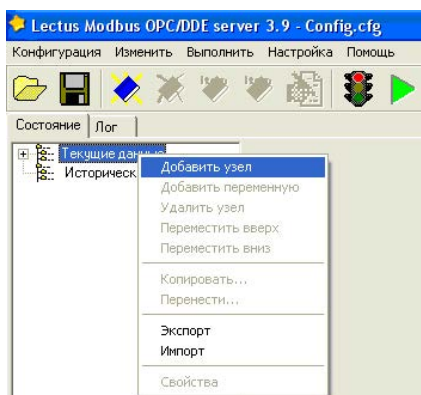 Lectus Modbus OPC/DDE server 3.9 - Config.cfg
Конфигурация Изменить Выполнить Настройка Помощь
Состояние Лог
Текущие данные
Историческ
Добавить узел
Добавить переменную
Удалить узел
Переместить вверх
Переместить вниз
Копировать...
Перенести...
Экспорт
Импорт
Свойства